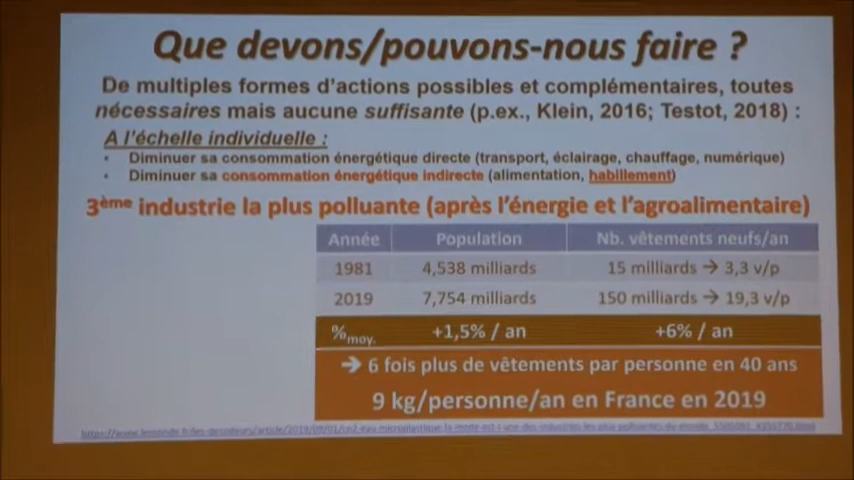 Que devons/pouvons-nous faire ?
De multiples formes d'actions possibles et complémentaires, toutes
nécessaires mais aucune suffisante (p.ex., Klein, 2016; Testot, 2018) :
A l'échelle individuelle :
• Diminuer sa consommation énergétique directe (transport, éclairage, chauffage, numérique)
• Diminuer sa consommation énergétique indirecte (alimentation, habillement)
3ème industrie la plus polluante (après l'énergie et l'agroalimentaire)
Année Population Nb. vêtements neufs/an
1981 4,538 milliards 15 milliards → 3,3 v/p
2019 7,754 milliards 150 milliards → 19,3 v/p
%moy. +1,5% / an +6% / an
→ 6 fois plus de vêtements par personne en 40 ans
9 kg/personne/an en France en 2019